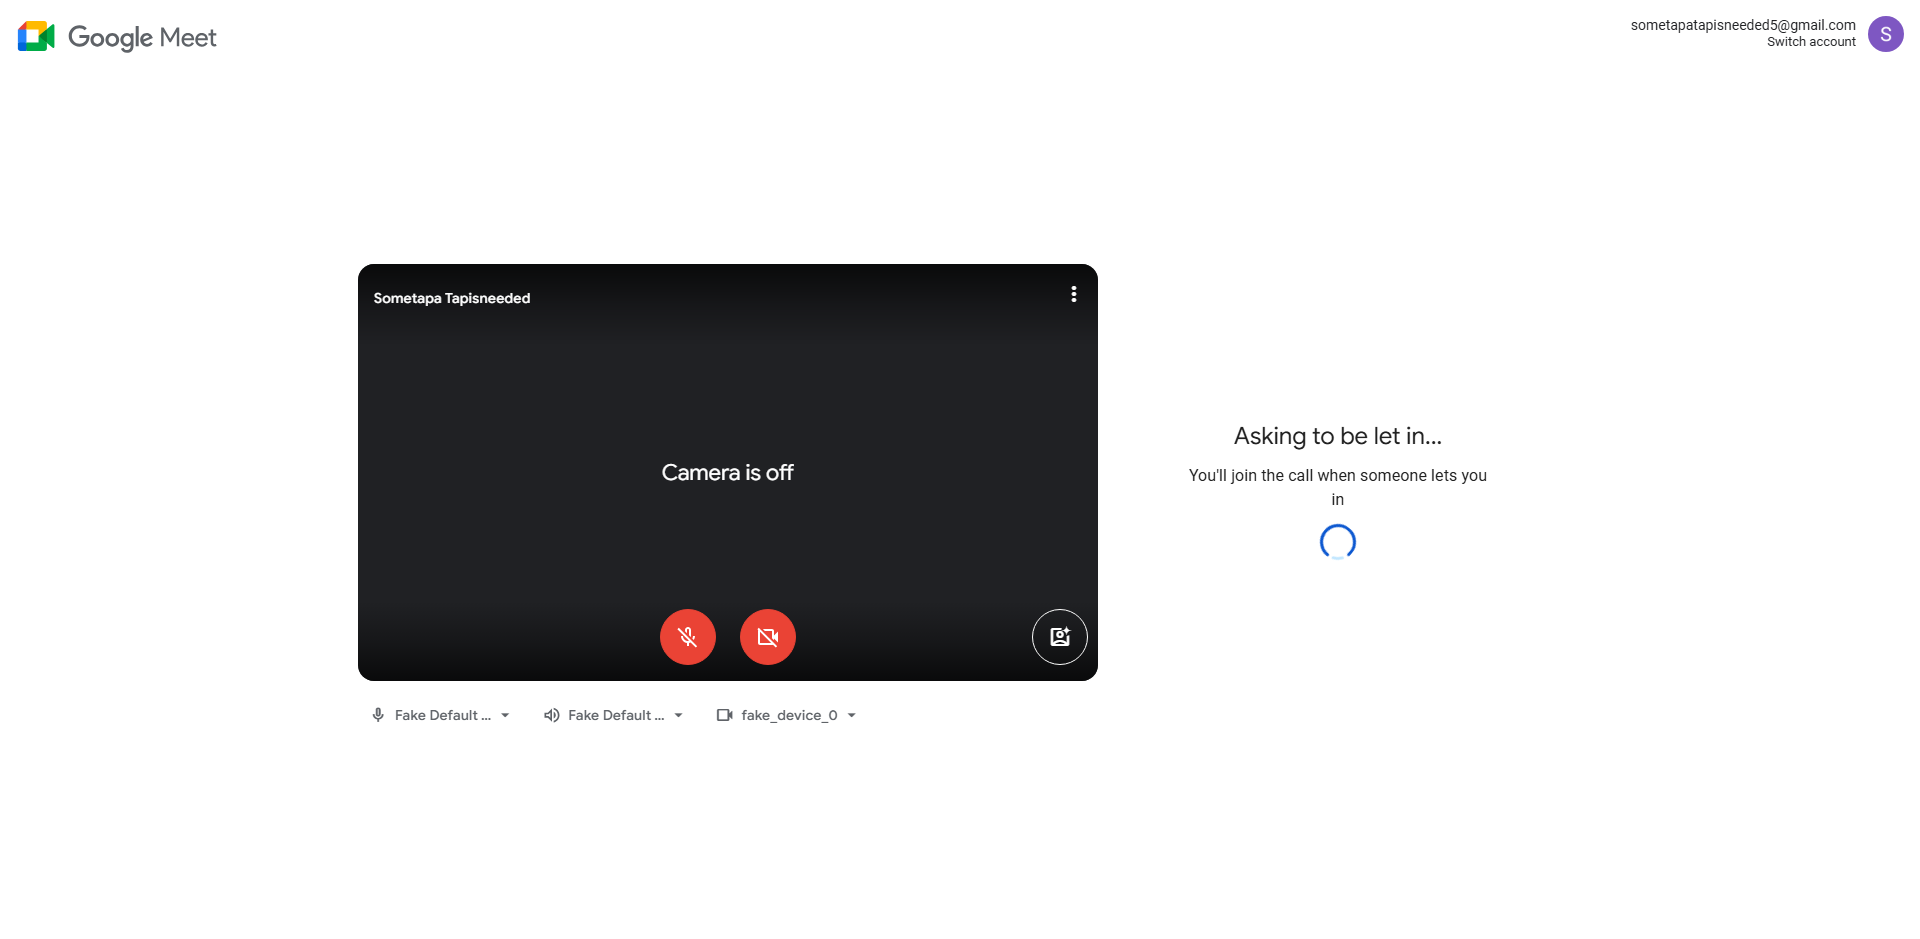 Google Meet
sometapatapisneeded5@gmail.com
Switch account
S
Sometapa Tapisneeded
Camera is off
Asking to be let in...
You'll join the call when someone lets you
in
Fake Default ...
Fake Default ...
fake_device_0